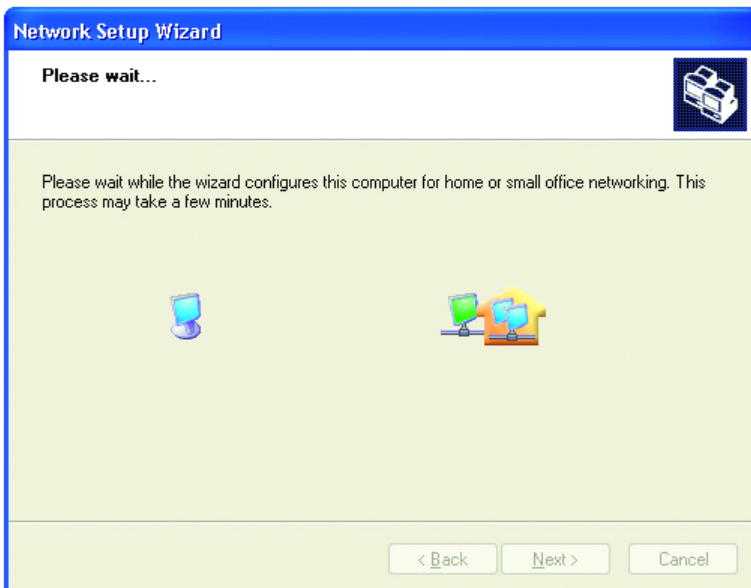 Network Setup Wizard
Please wait...
Please wait while the wizard configures this computer for home or small office networking. This
process may take a few minutes.
< Back Next > Cancel